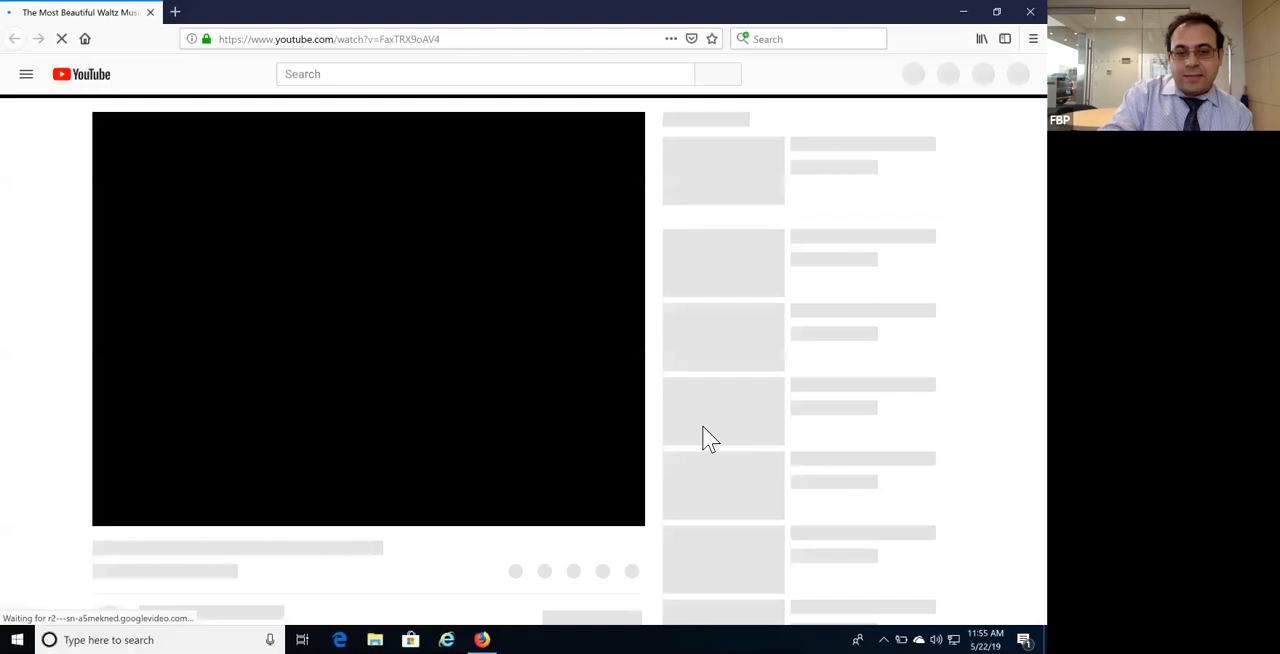 The Most Beautiful Waltz Mus
https://www.youtube.com/watch?v=FaxTRX9oAV4
Search
YouTube
Search
FBP
Waiting for r2---sn-a5mekned.googlevideo.com...
Type here to search
11:55 AM
5/22/19
1